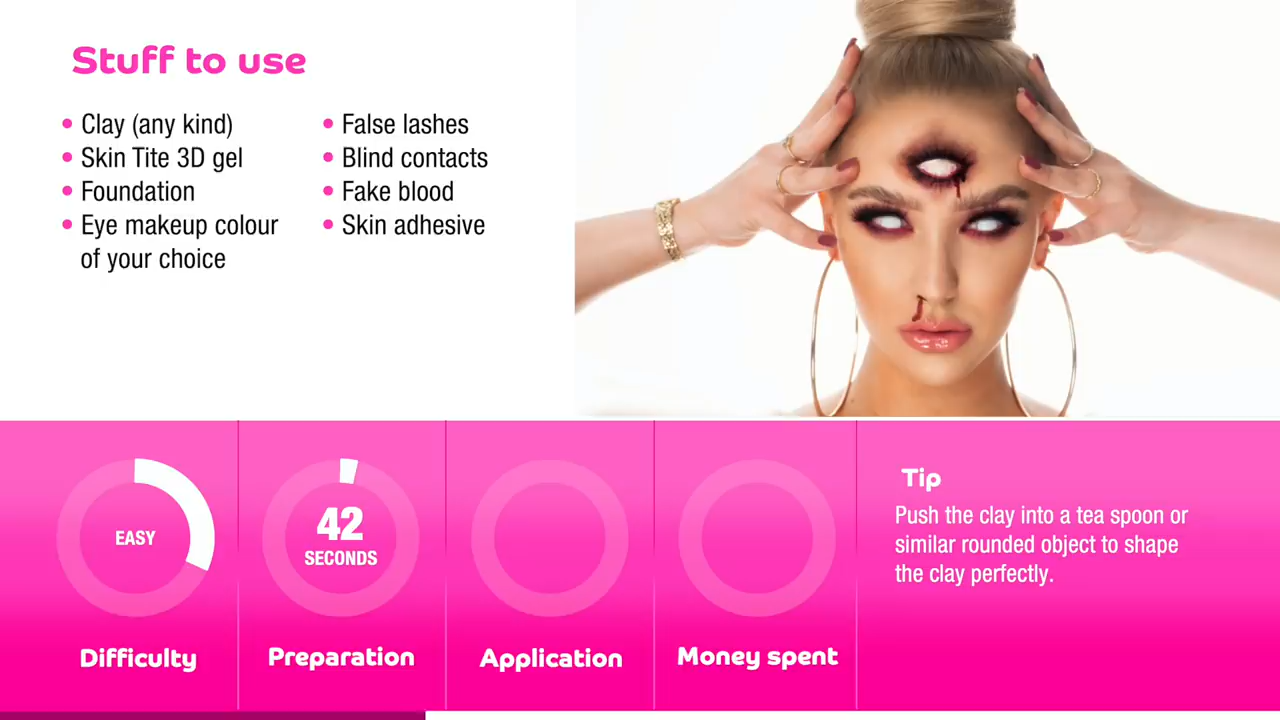 Stuff to use
• Clay (any kind)
• Skin Tite 3D gel
• Foundation
• Eye makeup colour
of your choice
• False lashes
• Blind contacts
• Fake blood
• Skin adhesive
EASY
Difficulty
42
SECONDS
Preparation
Application
Money spent
Tip
Push the clay into a tea spoon or
similar rounded object to shape
the clay perfectly.